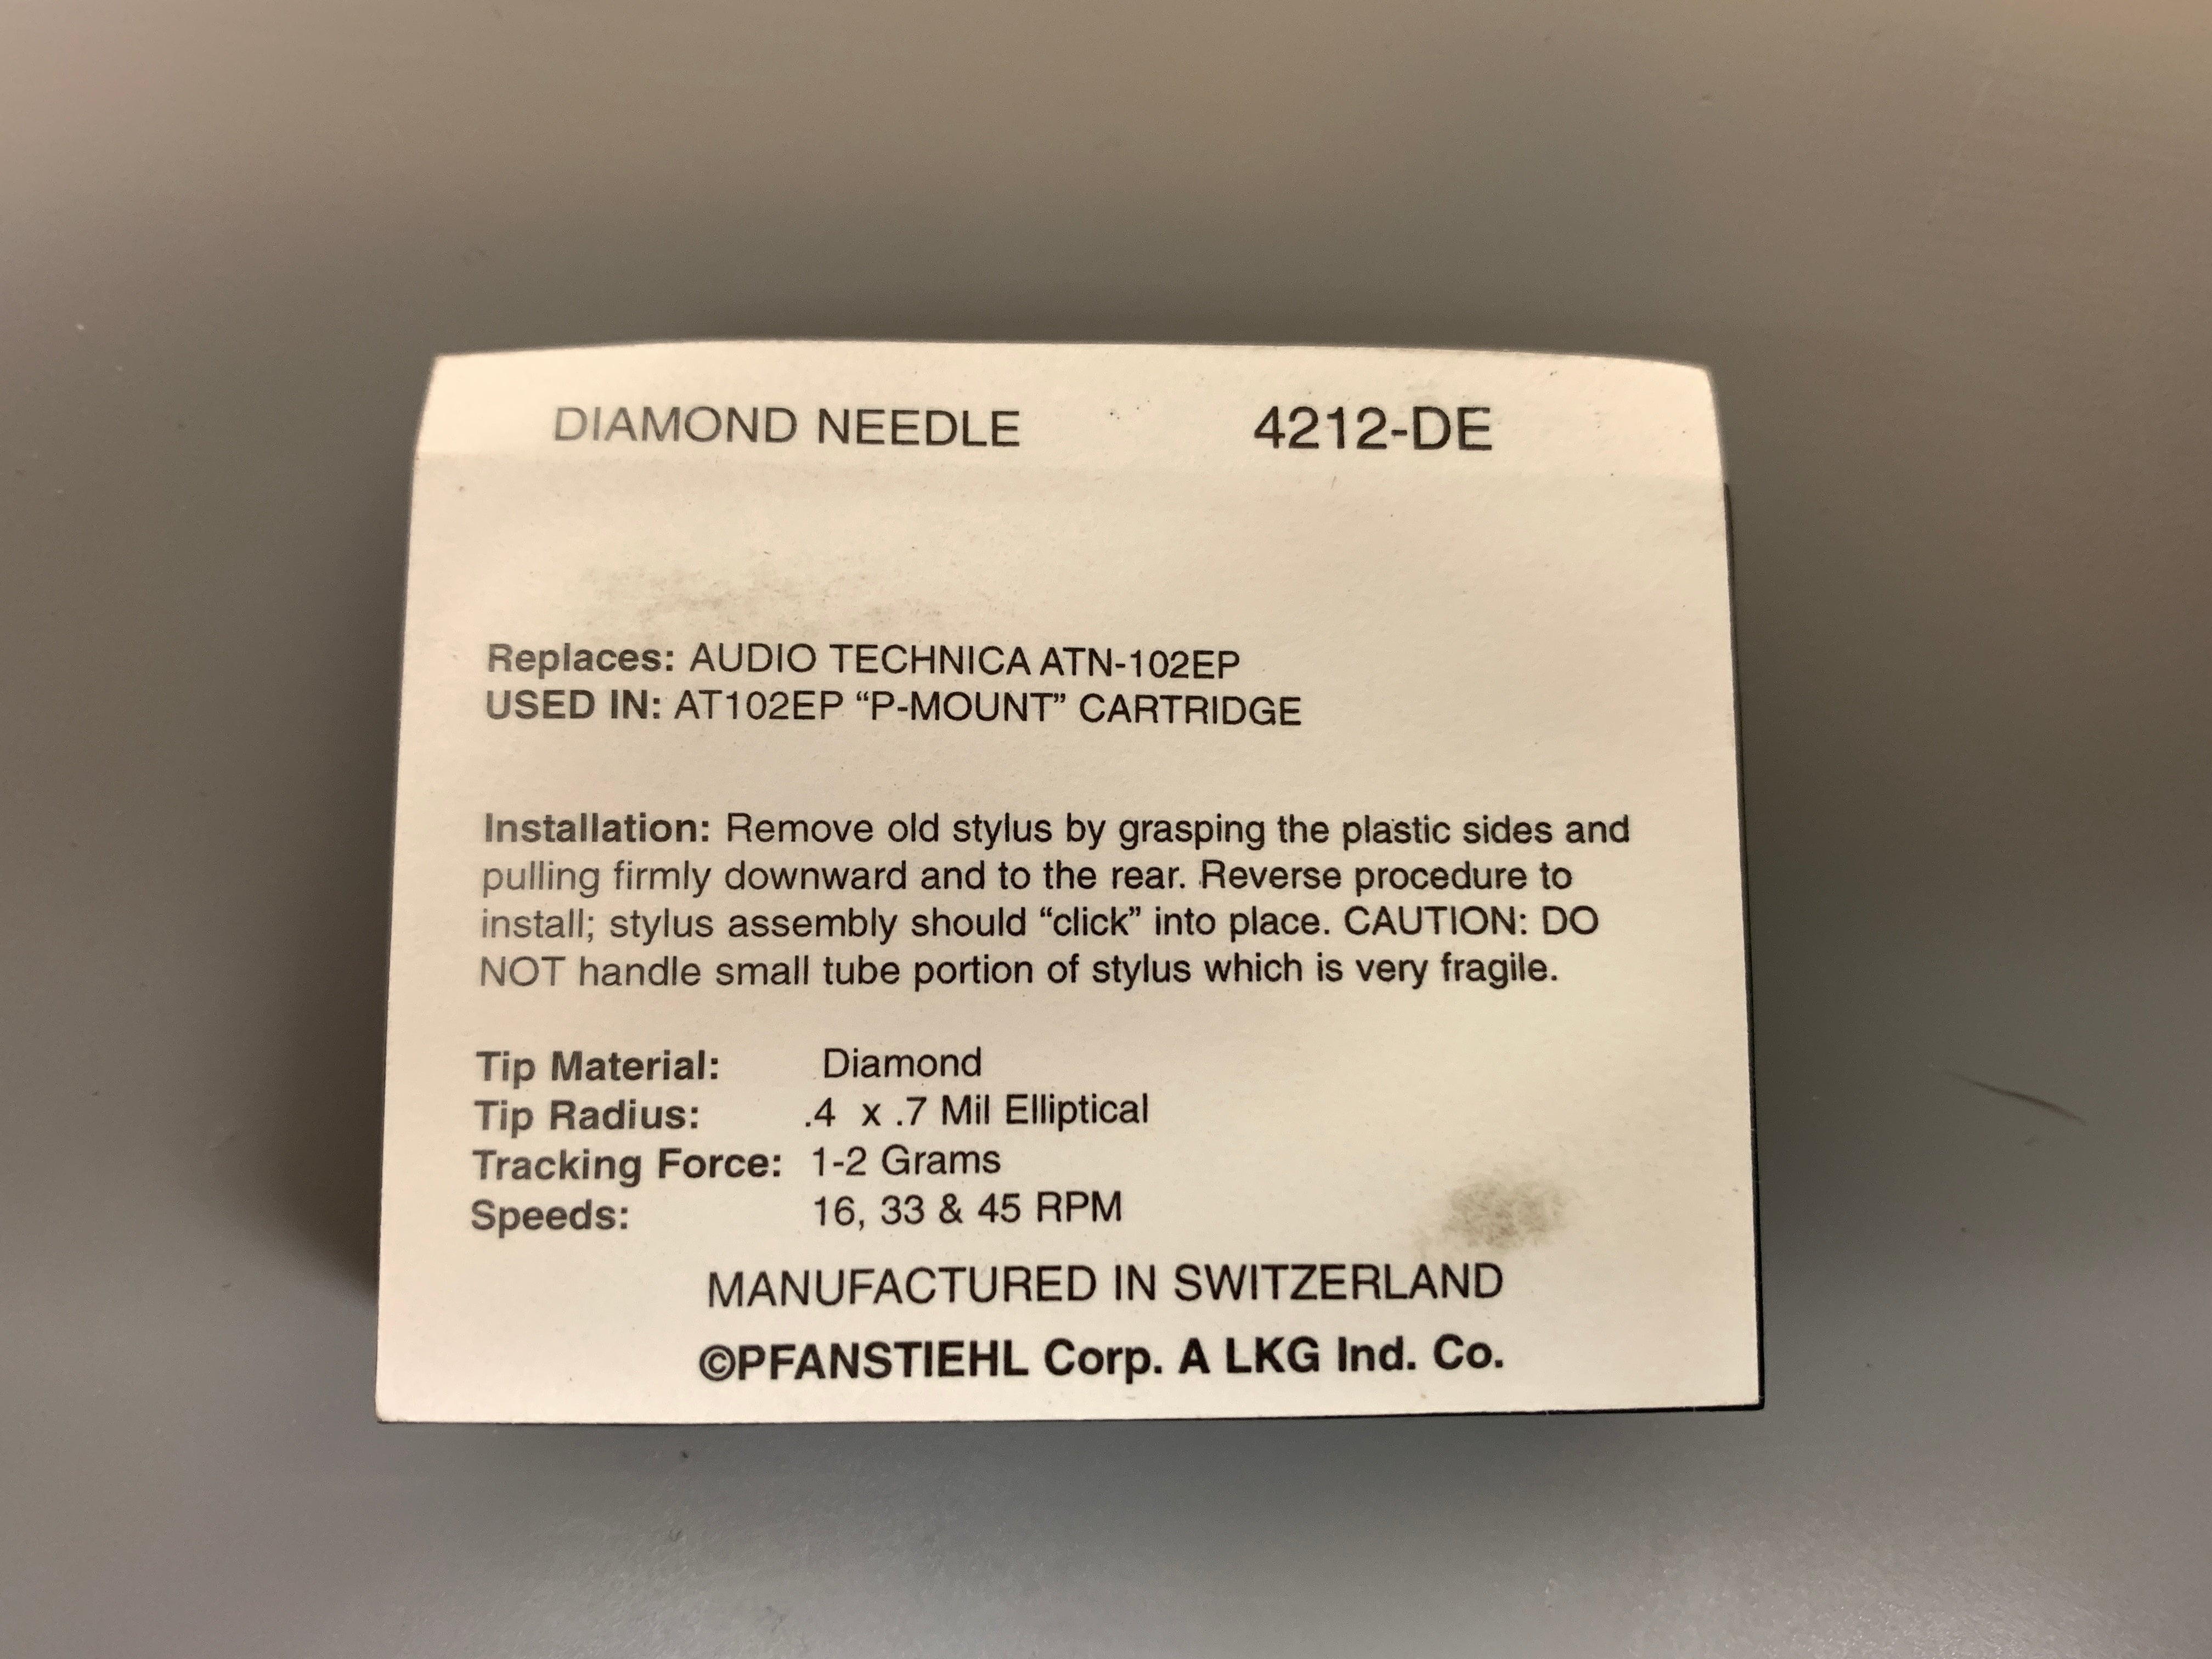 DIAMOND NEEDLE 4212-DE
Replaces: AUDIO TECHNICA ATN-102EP
USED IN: AT102EP “P-MOUNT” CARTRIDGE
Installation: Remove old stylus by grasping the plastic sides and
pulling firmly downward and to the rear. Reverse procedure to
install; stylus assembly should “click” into place. CAUTION: DO
NOT handle small tube portion of stylus which is very fragile.
Tip Material: Diamond
Tip Radius: .4 x .7 Mil Elliptical
Tracking Force: 1-2 Grams
Speeds: 16, 33 & 45 RPM
MANUFACTURED IN SWITZERLAND
©PFANSTIEHL Corp. A LKG Ind. Co.